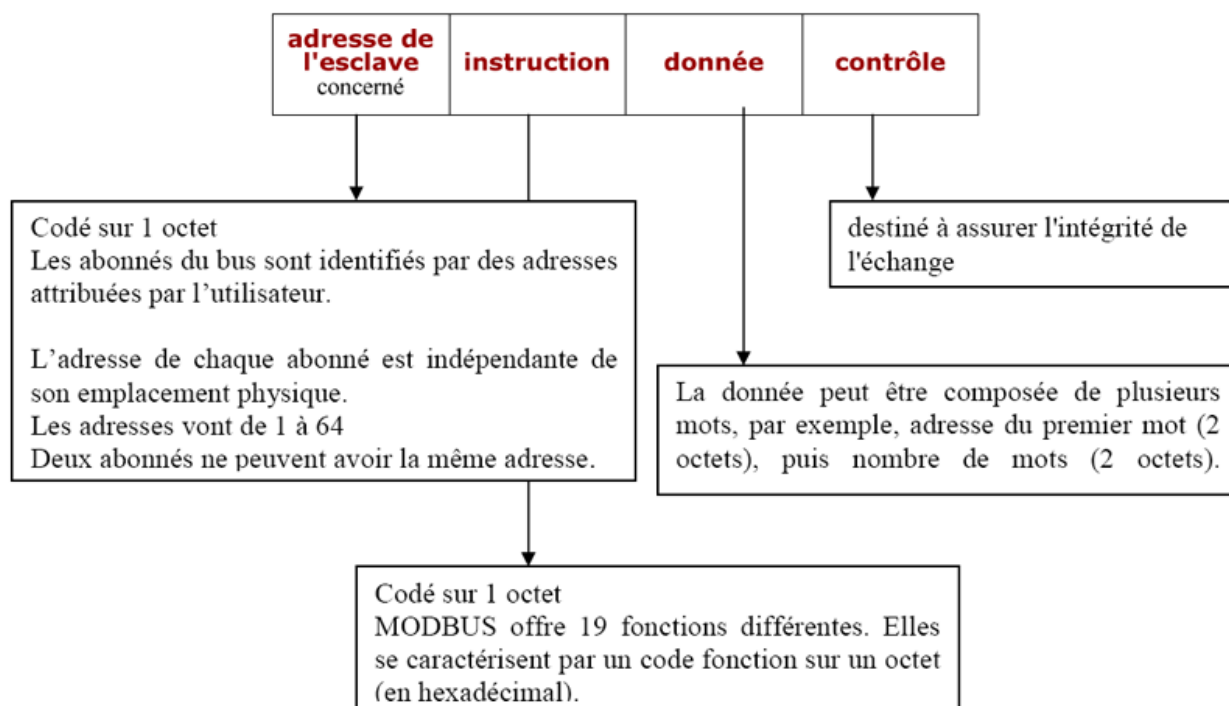 adresse de
l'esclave
concerné
instruction
donnée
contrôle
Codé sur 1 octet
Les abonnés du bus sont identifiés par des adresses
attribuées par l’utilisateur.
L’adresse de chaque abonné est indépendante de
son emplacement physique.
Les adresses vont de 1 à 64
Deux abonnés ne peuvent avoir la même adresse.
destiné à assurer l'intégrité de
l'échange
La donnée peut être composée de plusieurs
mots, par exemple, adresse du premier mot (2
octets), puis nombre de mots (2 octets).
Codé sur 1 octet
MODBUS offre 19 fonctions différentes. Elles
se caractérisent par un code fonction sur un octet
(en hexadécimal).